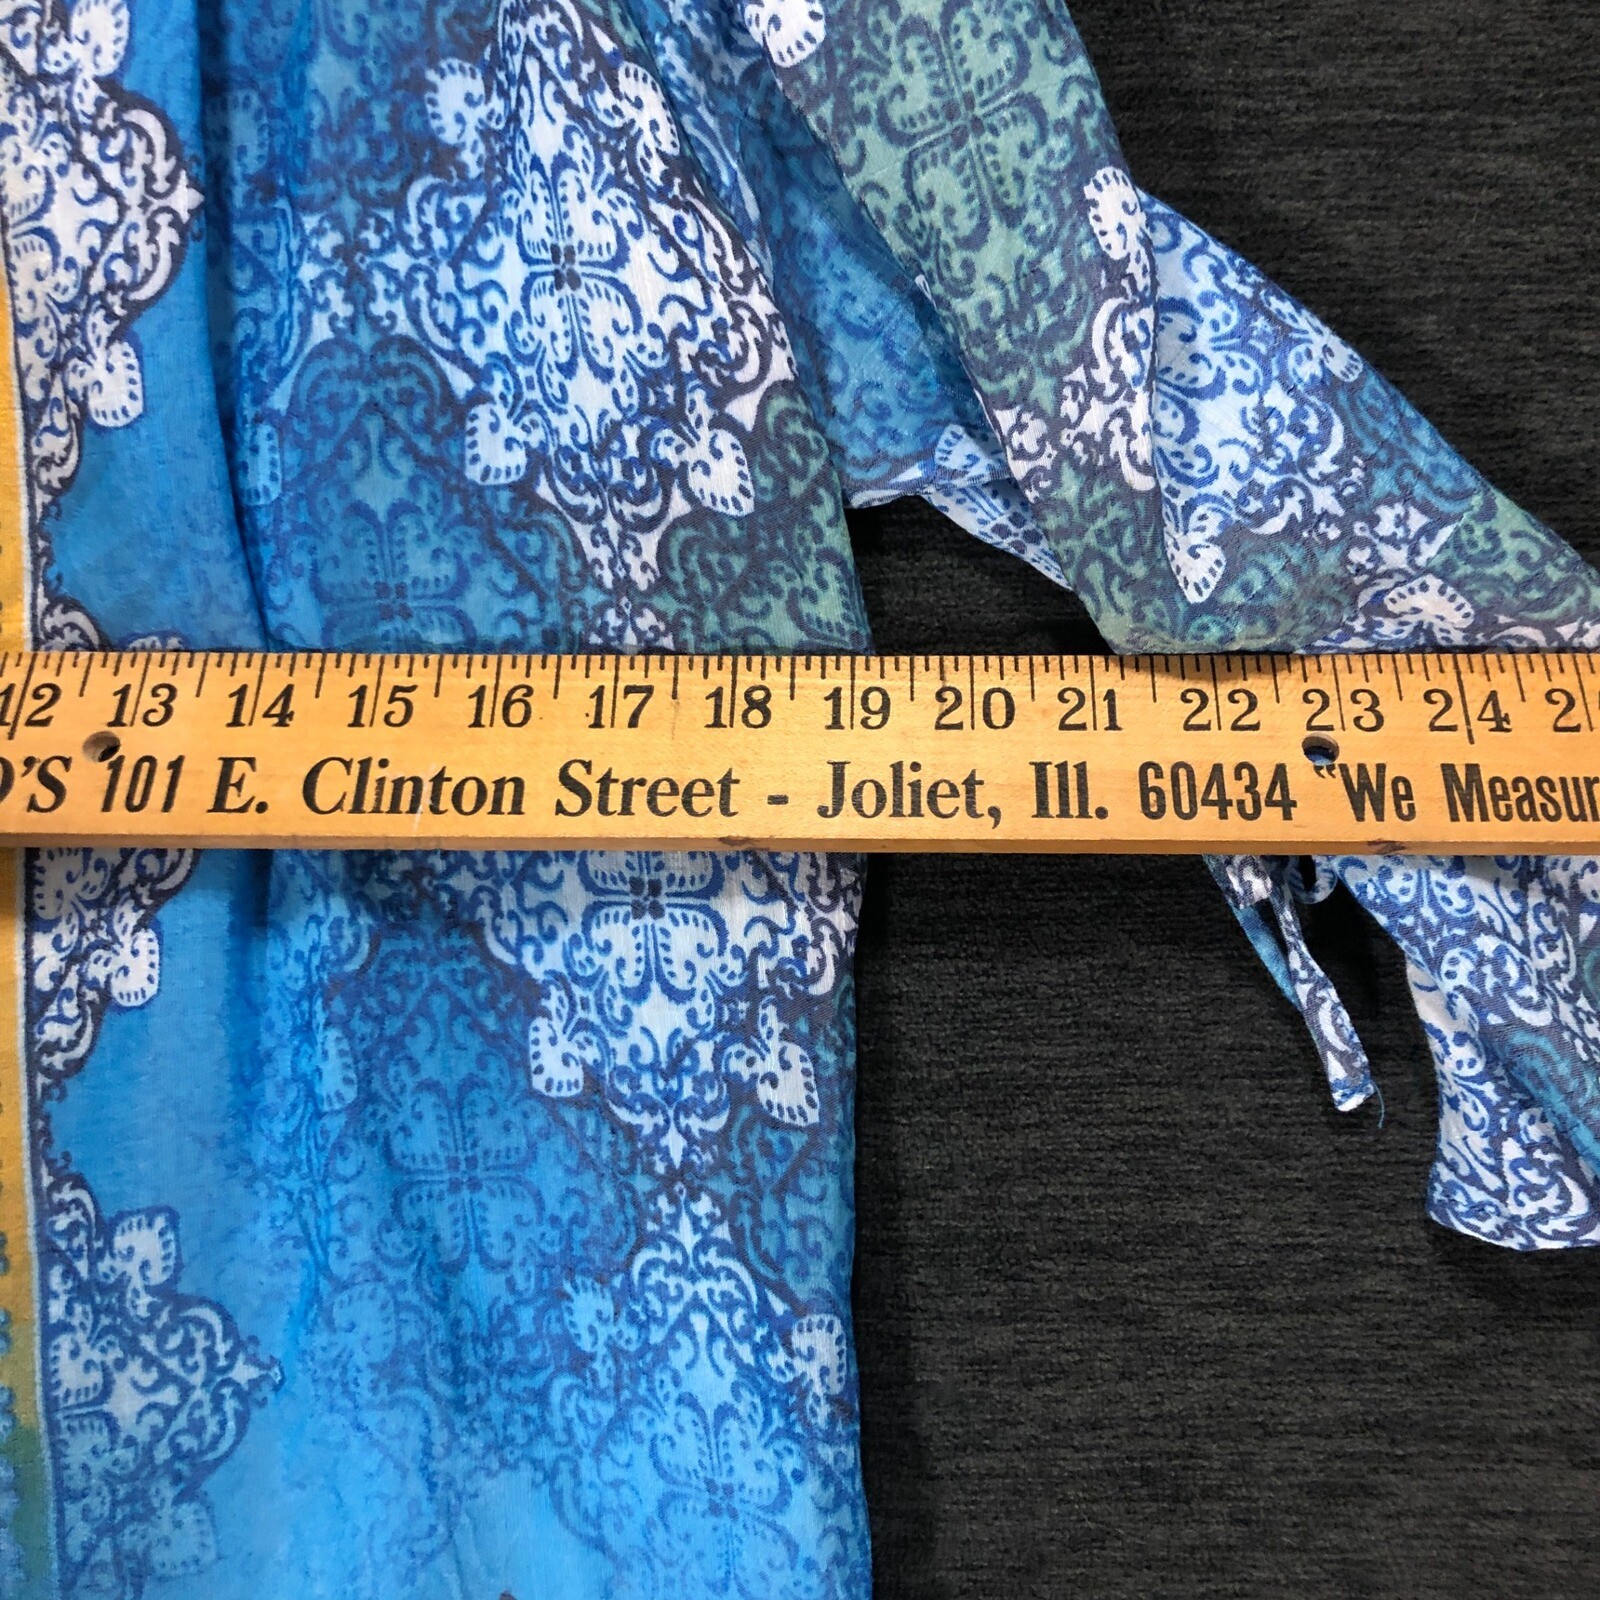 12 13 14 15 16 17 18 19 20 21 22 23 24 2
'S 101 E. Clinton Street - Joliet, Ill. 60434 "We Measur